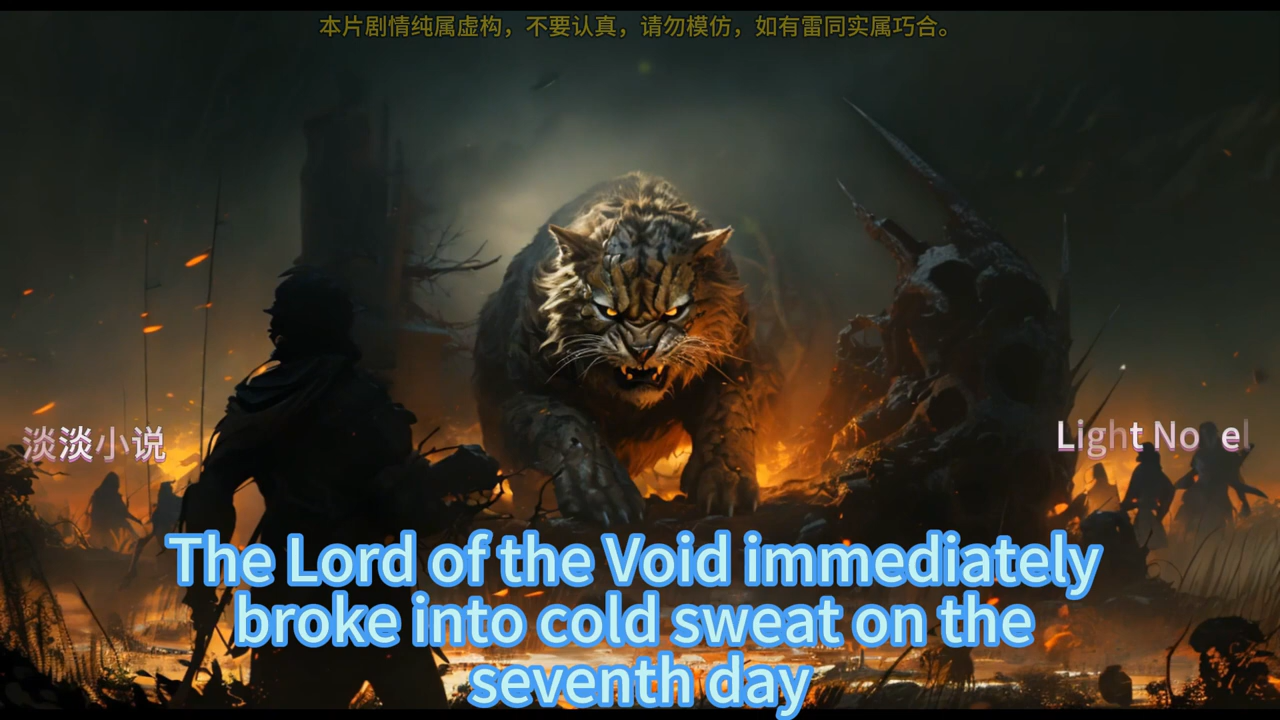 本片剧情纯属虚构，不要认真，请勿模仿，如有雷同实属巧合。
淡淡小说
Light No el
The Lord of the Void immediately
broke into cold sweat on the
seventh day